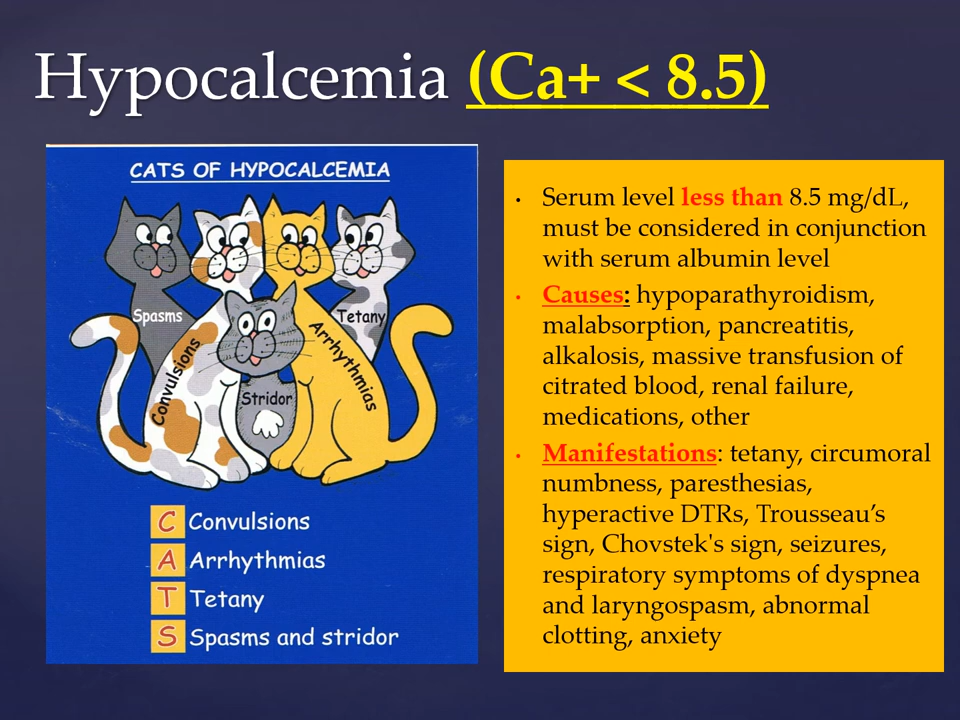 Hypocalcemia (Ca+ < 8.5)
CATS OF HYPOCALCEMIA
Spasms
Convulsions
Stridor
Arrhythmias
Tetany
C Convulsions
A Arrhythmias
T Tetany
S Spasms and stridor
• Serum level less than 8.5 mg/dL,
must be considered in conjunction
with serum albumin level
• Causes: hypoparathyroidism,
malabsorption, pancreatitis,
alkalosis, massive transfusion of
citrated blood, renal failure,
medications, other
• Manifestations: tetany, circumoral
numbness, paresthesias,
hyperactive DTRs, Trousseau’s
sign, Chovstek's sign, seizures,
respiratory symptoms of dyspnea
and laryngospasm, abnormal
clotting, anxiety